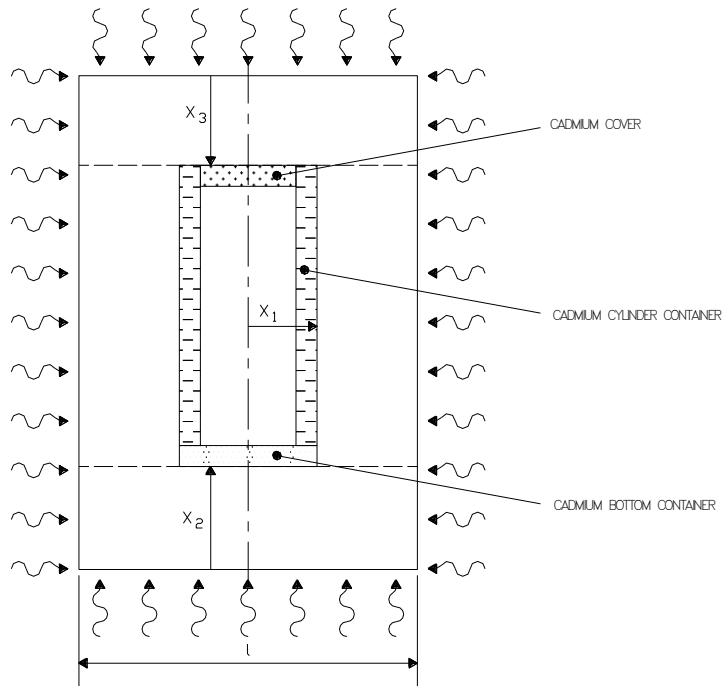 X3
CADMIUM COVER
X1
CADMIUM CYLINDER CONTAINER
CADMIUM BOTTOM CONTAINER
X2
l